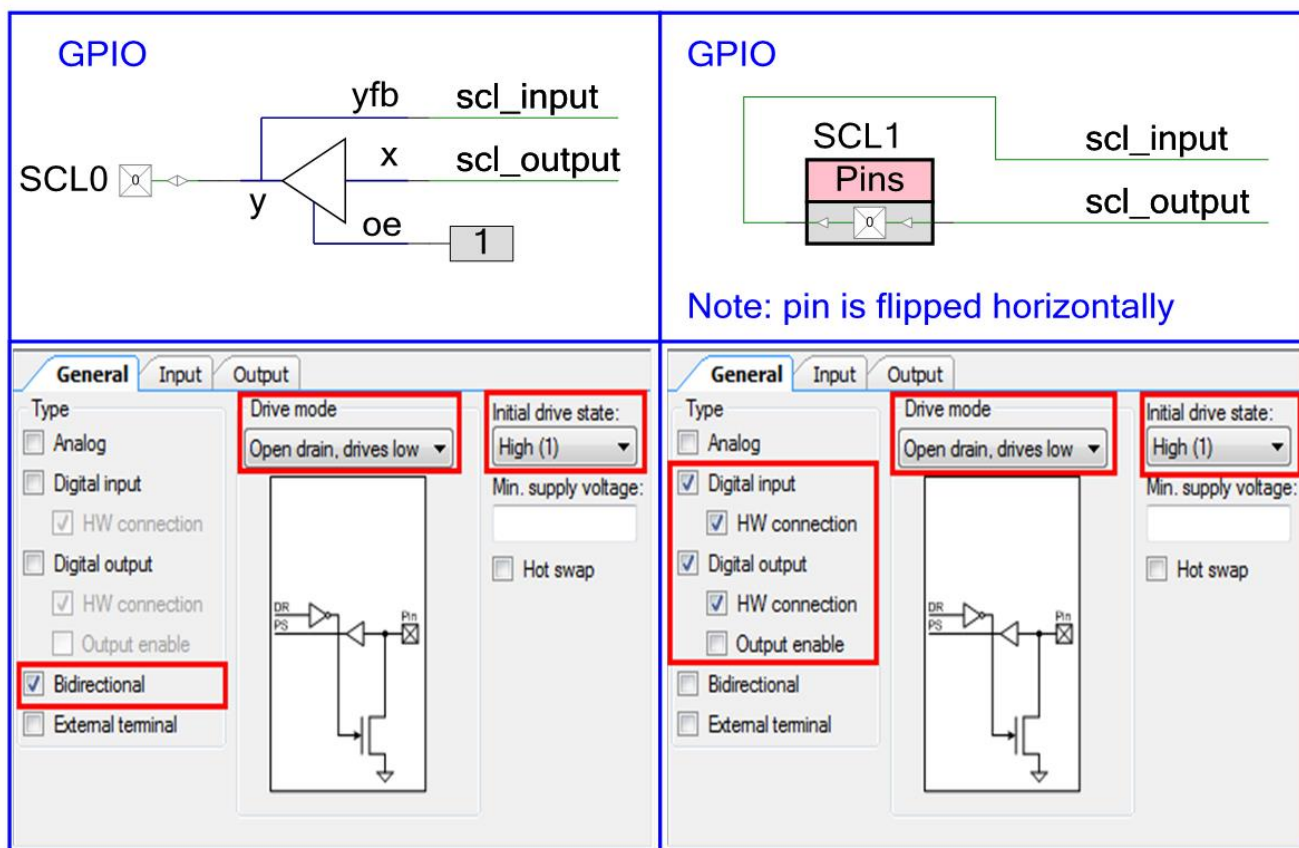 GPIO
yfb scl_input
x scl_output
SCL0 0
y
oe 1
GPIO
SCL1
Pins
0
scl_input
scl_output
Note: pin is flipped horizontally
General Input Output
Type
Analog
Digital input
HW connection
Digital output
HW connection
Output enable
Bidirectional
External terminal
Drive mode
Open drain, drives low
DR
PS
Pin
Initial drive state:
High (1)
Min. supply voltage:
Hot swap
General Input Output
Type
Analog
Digital input
HW connection
Digital output
HW connection
Output enable
Bidirectional
External terminal
Drive mode
Open drain, drives low
DR
PS
Pin
Initial drive state:
High (1)
Min. supply voltage:
Hot swap